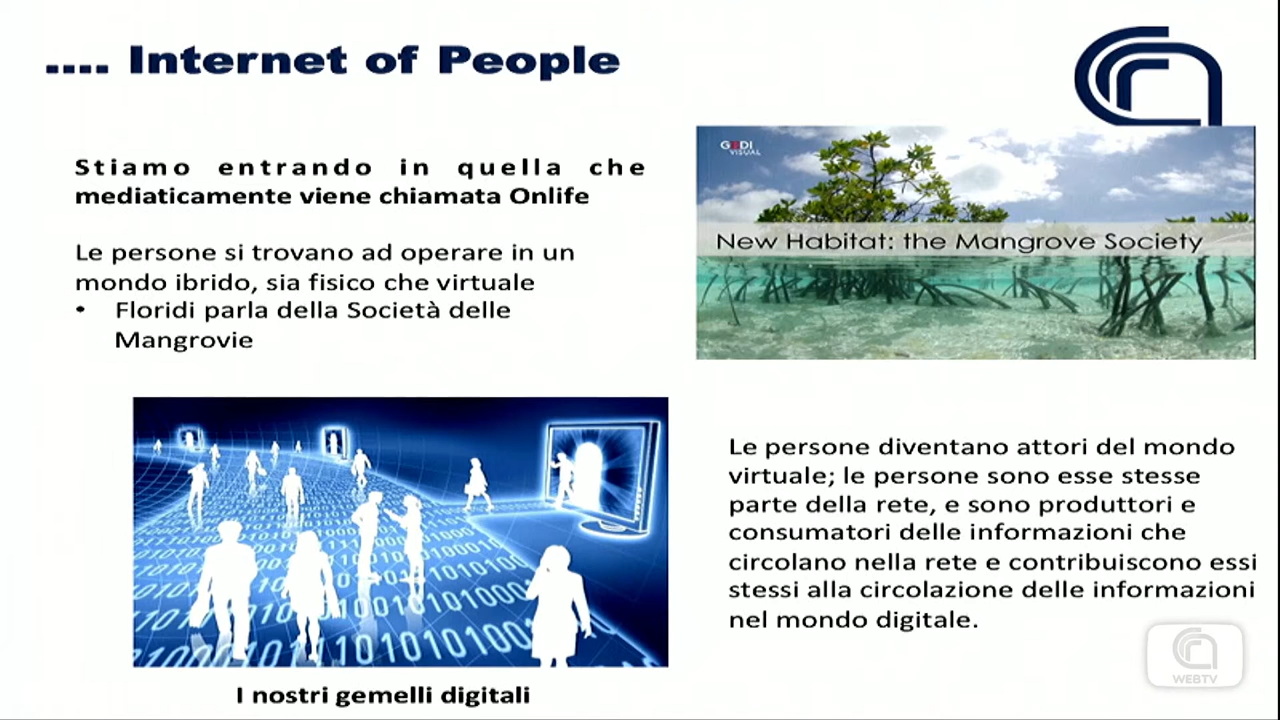 .... Internet of People
Stiamo entrando in quella che
mediaticamente viene chiamata Onlife
Le persone si trovano ad operare in un
mondo ibrido, sia fisico che virtuale
• Floridi parla della Società delle
Mangrovie
GEDI
VISUAL
New Habitat: the Mangrove Society
I nostri gemelli digitali
Le persone diventano attori del mondo
virtuale; le persone sono esse stesse
parte della rete, e sono produttori e
consumatori delle informazioni che
circolano nella rete e contribuiscono essi
stessi alla circolazione delle informazioni
nel mondo digitale.
WEBTV